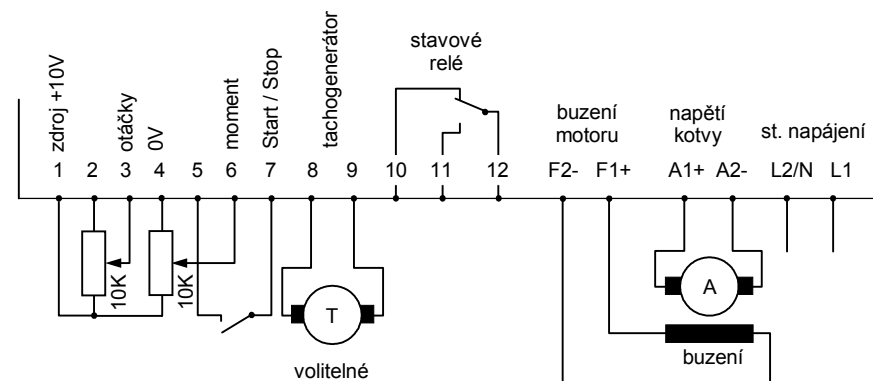 stavové
relé
zdroj +10V
otáčky
0V
moment
Start / Stop
tachogenerátor
buzení
motoru
napětí
kotvy
st. napájení
1 2 3 4 5 6 7 8 9 10 11 12 F2- F1+ A1+ A2- L2/N L1
10K
10K
T
A
volitelné
buzení